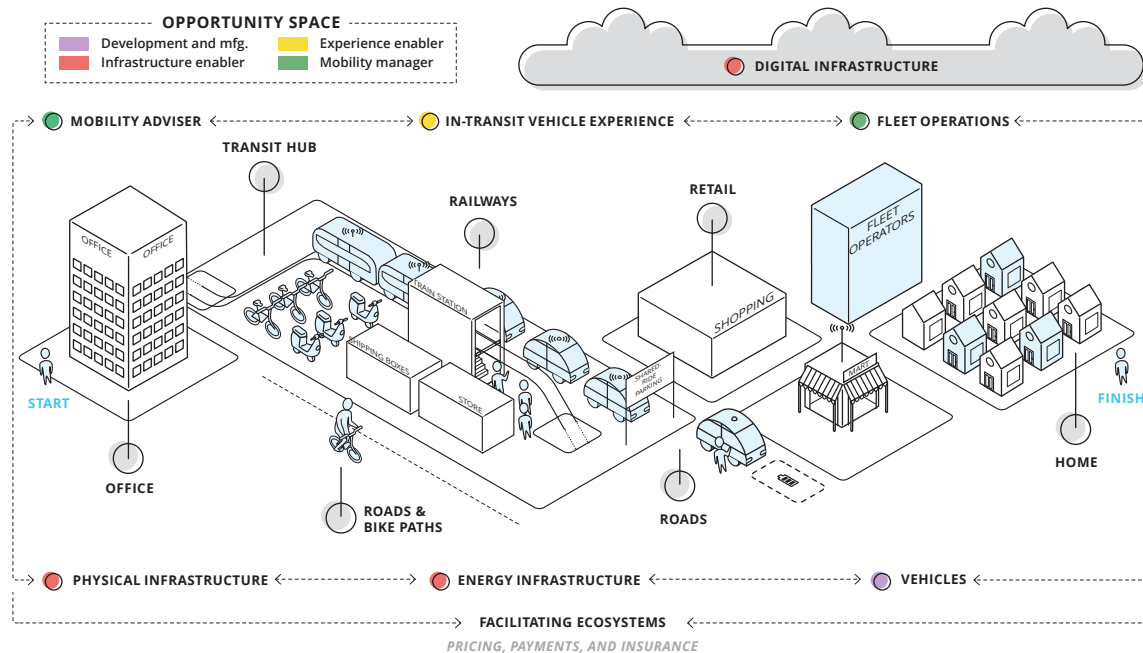 OPPORTUNITY SPACE
Development and mfg.
Experience enabler
Infrastructure enabler
Mobility manager
DIGITAL INFRASTRUCTURE
MOBILITY ADVISER
IN-TRANSIT VEHICLE EXPERIENCE
FLEET OPERATIONS
TRANSIT HUB
RAILWAYS
RETAIL
OFFICE
OFFICE
TRAIN STATION
SHIPPING BOXES
STORE
SHARED-
RIDE
PARKING
SHOPPING
FLEET
OPERATORS
MART
START
FINISH
OFFICE
ROADS &
BIKE PATHS
ROADS
HOME
PHYSICAL INFRASTRUCTURE
ENERGY INFRASTRUCTURE
VEHICLES
FACILITATING ECOSYSTEMS
PRICING, PAYMENTS, AND INSURANCE